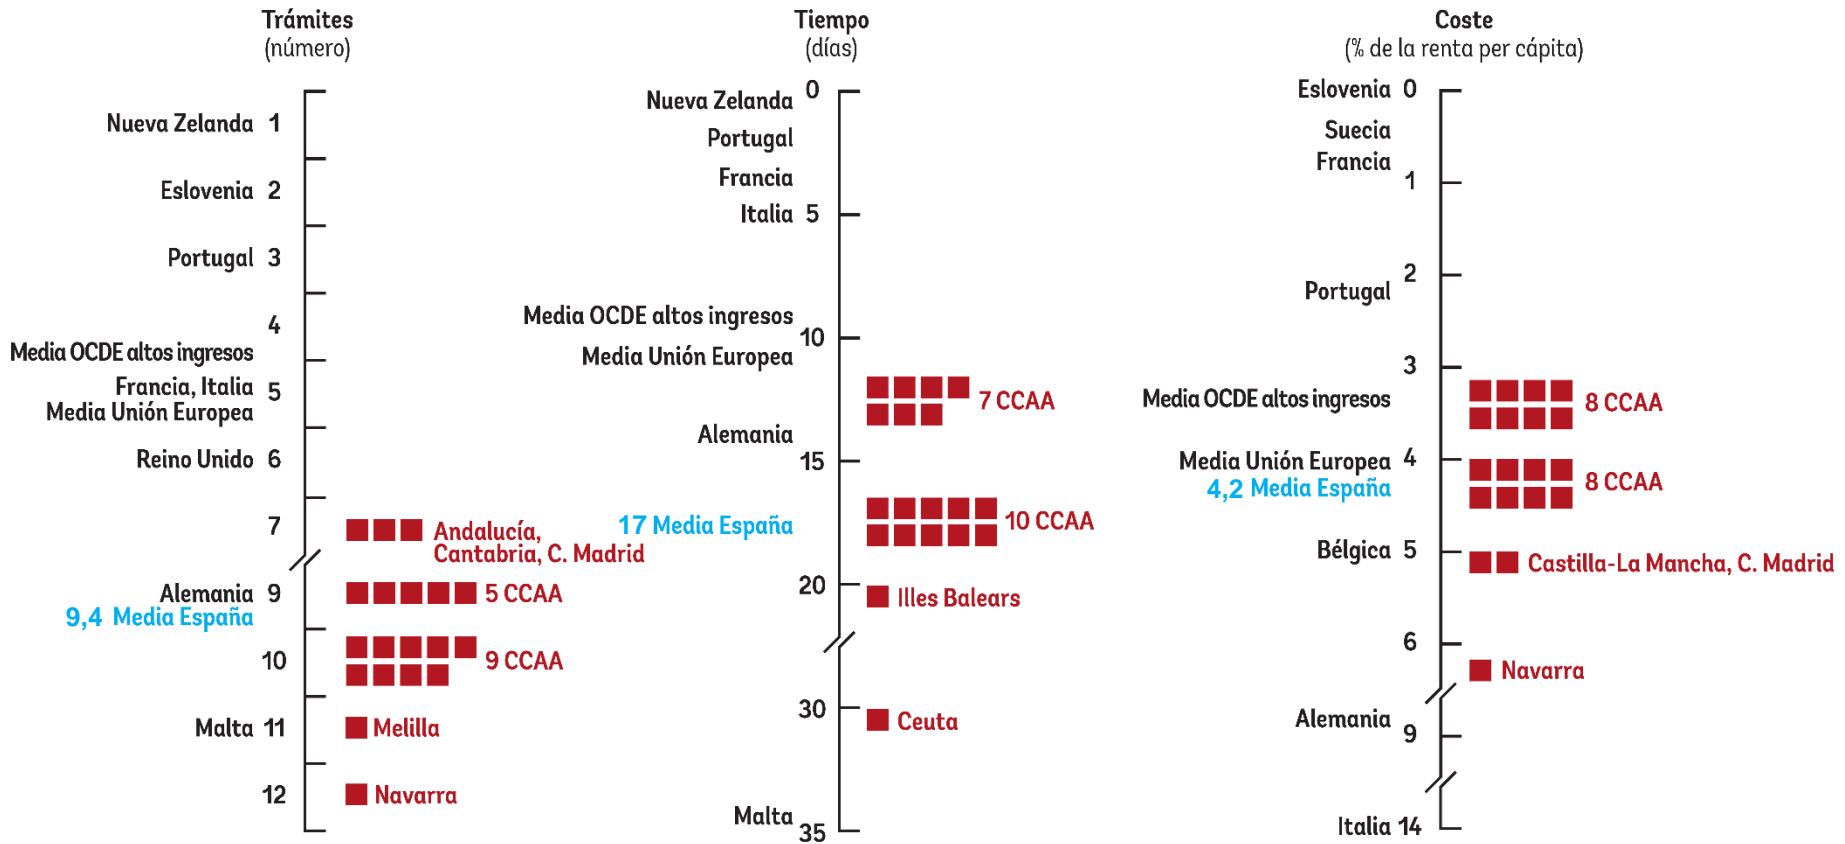 Trámites
(número)
Nueva Zelanda 1
Eslovenia 2
Portugal 3
4
Media OCDE altos ingresos
Francia, Italia 5
Media Unión Europea
Reino Unido 6
7
Andalucía,
Cantabria, C. Madrid
Alemania 9
5 CCAA
9,4 Media España
10
9 CCAA
Malta 11
Melilla
12
Navarra
Tiempo
(días)
0
Nueva Zelanda
Portugal
Francia
Italia 5
Media OCDE altos ingresos
10
Media Unión Europea
7 CCAA
Alemania
15
17 Media España
10 CCAA
20
Illes Balears
30
Ceuta
Malta
35
Coste
(% de la renta per cápita)
Eslovenia 0
Suecia
Francia
1
2
Portugal
3
Media OCDE altos ingresos
8 CCAA
Media Unión Europea 4
4,2 Media España
8 CCAA
Bélgica 5
Castilla-La Mancha, C. Madrid
6
Navarra
Alemania
9
Italia 14